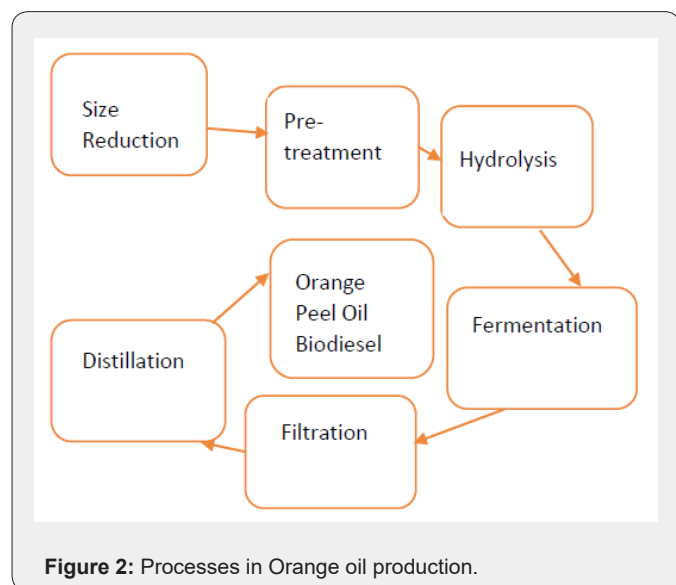 Size
Reduction
Pre-
treatment
Hydrolysis
Fermentation
Filtration
Distillation
Orange
Peel Oil
Biodiesel
Figure 2: Processes in Orange oil production.